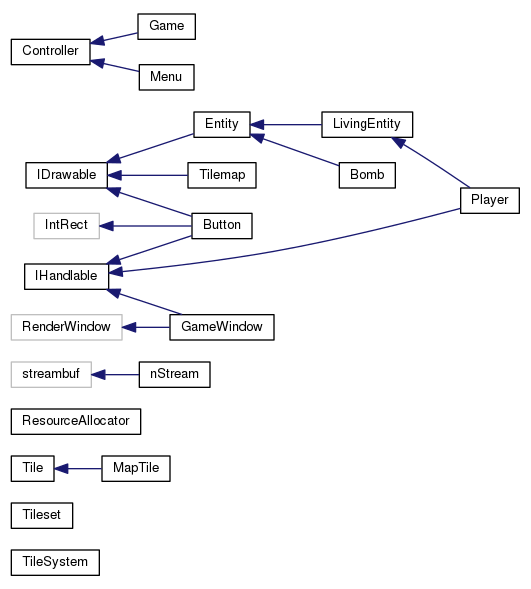 Game
Controller
Menu
Entity
LivingEntity
IDrawable
Tilemap
Bomb
Player
IntRect
Button
IHandlable
RenderWindow
GameWindow
streambuf
nStream
ResourceAllocator
Tile
MapTile
Tileset
TileSystem